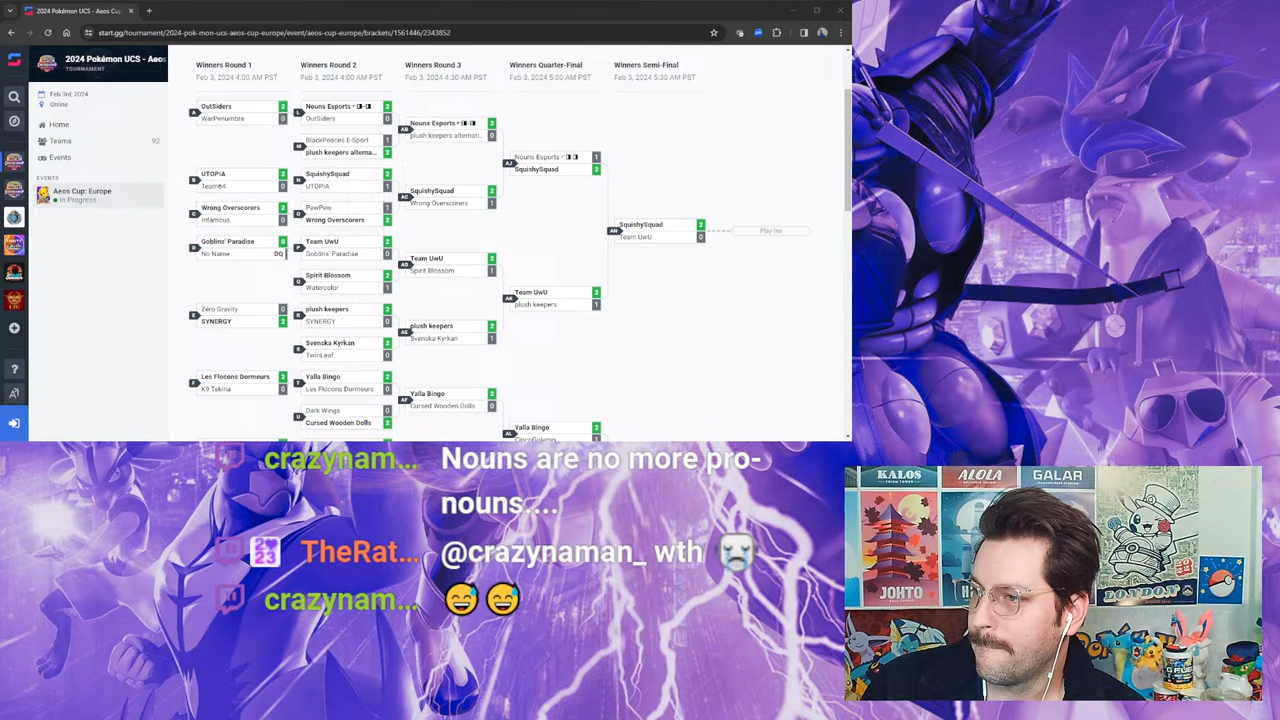 2024 Pokémon UCS - Aeos Cup
start.gg/tournament/2024-pok-mon-ucs-aeos-cup-europe/event/aeos-cup-europe/brackets/1561446/2343852
2024 Pokémon UCS - Aeos
TOURNAMENT
Feb 3rd, 2024
Online
Home
Teams 92
Events
EVENTS
Aeos Cup: Europe
In Progress
Winners Round 1
Feb 3, 2024 4:00 AM PST
OutSiders 2
WarPenumbra 0
UTOPIA 2
Team64 0
Wrong Overscorers 2
Infamous 0
Goblins' Paradise 0
No Name DQ
Zero Gravity 0
SYNERGY 2
Les Flocons Dormeurs 2
K9 Tekma 0
Winners Round 2
Feb 3, 2024 4:00 AM PST
Nouns Esports 2
OutSiders 0
BlackPeaces E-Sport 1
plush keepers alterna... 2
SquishySquad 2
UTOPIA 1
PewPew 1
Wrong Overscorers 2
Team UwU 2
Goblins' Paradise 0
Spirit Blossom 2
Watercolor 1
plush keepers 2
SYNERGY 0
Svenska Kyrkan 2
TwinLeaf 0
Yalla Bingo 2
Les Flocons Dormeurs 0
Dark Wings 0
Cursed Wooden Dolls 2
Winners Round 3
Feb 3, 2024 4:30 AM PST
Nouns Esports 2
plush keepers alternati... 0
SquishySquad 2
Wrong Overscorers 1
Team UwU 2
Spirit Blossom 1
plush keepers 2
Svenska Kyrkan 1
Yalla Bingo 2
Cursed Wooden Dolls 0
Winners Quarter-Final
Feb 3, 2024 5:00 AM PST
Nouns Esports 1
SquishySquad 2
Team UwU 2
plush keepers 1
Yalla Bingo 2
CincoGolemo
Winners Semi-Final
Feb 3, 2024 5:30 AM PST
SquishySquad 2
Team UwU 0
Play-Ins
crazynam... Nouns are no more pro-
nouns....
TheRat... @crazynaman_ wth 😢
crazynam... 😅 😅
KALOS
ALOLA
GALAR
JOHTO
LONDON